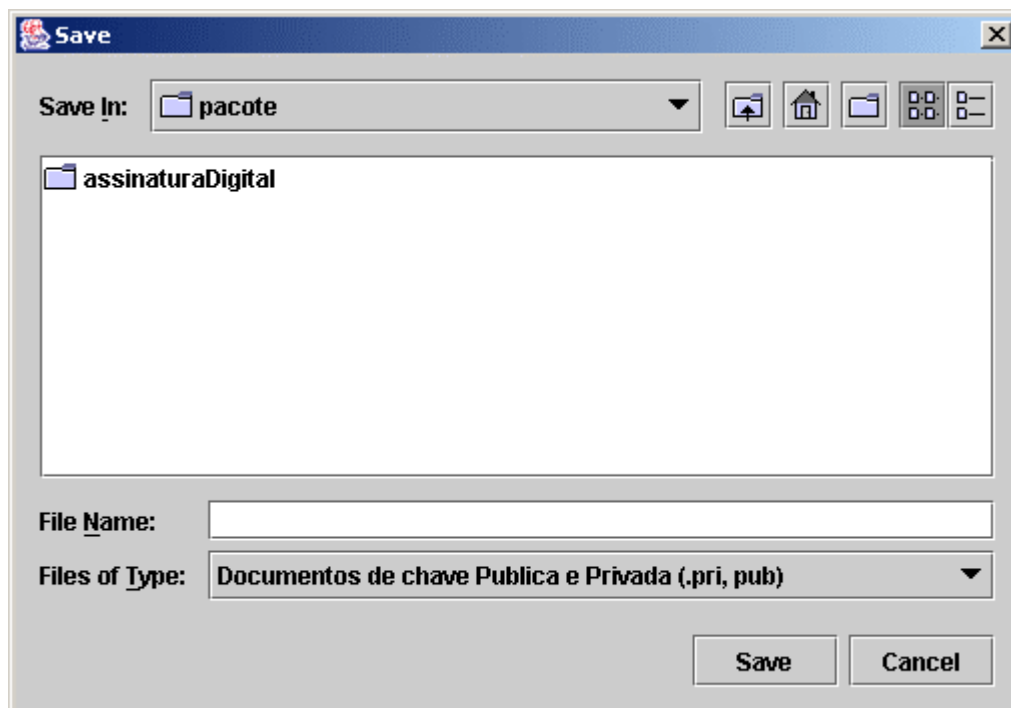 Save
Save In: pacote
assinaturaDigital
File Name:
Files of Type: Documentos de chave Publica e Privada (.pri, pub)
Save Cancel